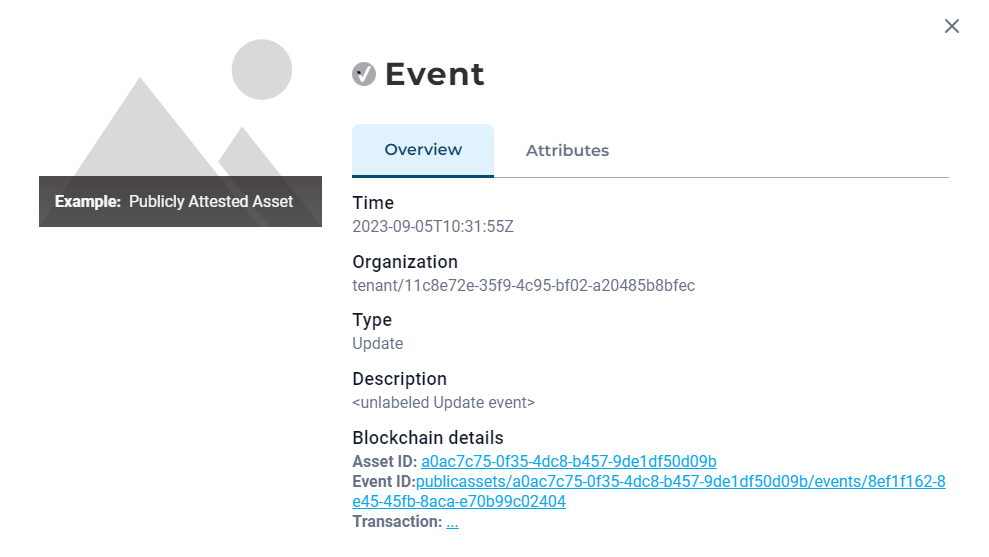 Event
Overview
Attributes
Example: Publicly Attested Asset
Time
2023-09-05T10:31:55Z
Organization
tenant/11c8e72e-35f9-4c95-bf02-a20485b8bfec
Type
Update
Description
<unlabeled Update event>
Blockchain details
Asset ID: a0ac7c75-0f35-4dc8-b457-9de1df50d09b
Event ID:publicassets/a0ac7c75-0f35-4dc8-b457-9de1df50d09b/events/8ef1f162-8
e45-45fb-8aca-e70b99c02404
Transaction: ...